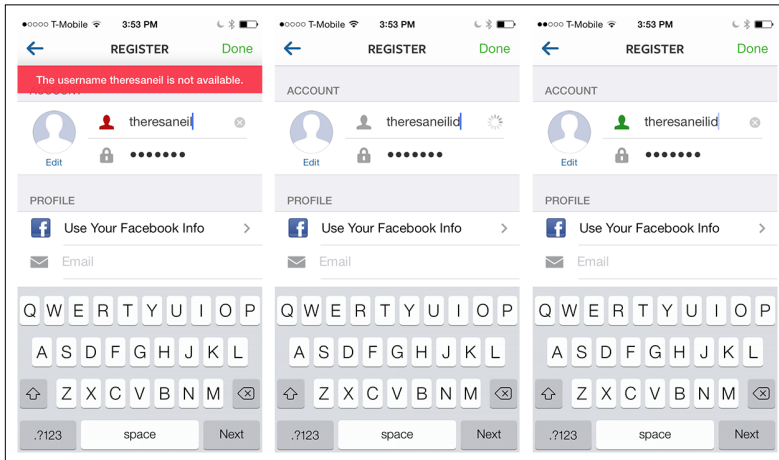 T-Mobile 3:53 PM
REGISTER Done
The username theresaneil is not available.
ACCOUNT
theresaneil
Edit
●●●●●●●
PROFILE
f Use Your Facebook Info
Email
Q W E R T Y U I O P
A S D F G H J K L
Z X C V B N M
.?123 space Next
T-Mobile 3:53 PM
REGISTER Done
ACCOUNT
theresaneilid
Edit
●●●●●●●
PROFILE
f Use Your Facebook Info
Email
Q W E R T Y U I O P
A S D F G H J K L
Z X C V B N M
.?123 space Next
T-Mobile 3:53 PM
REGISTER Done
ACCOUNT
theresaneilid
Edit
●●●●●●●
PROFILE
f Use Your Facebook Info
Email
Q W E R T Y U I O P
A S D F G H J K L
Z X C V B N M
.?123 space Next